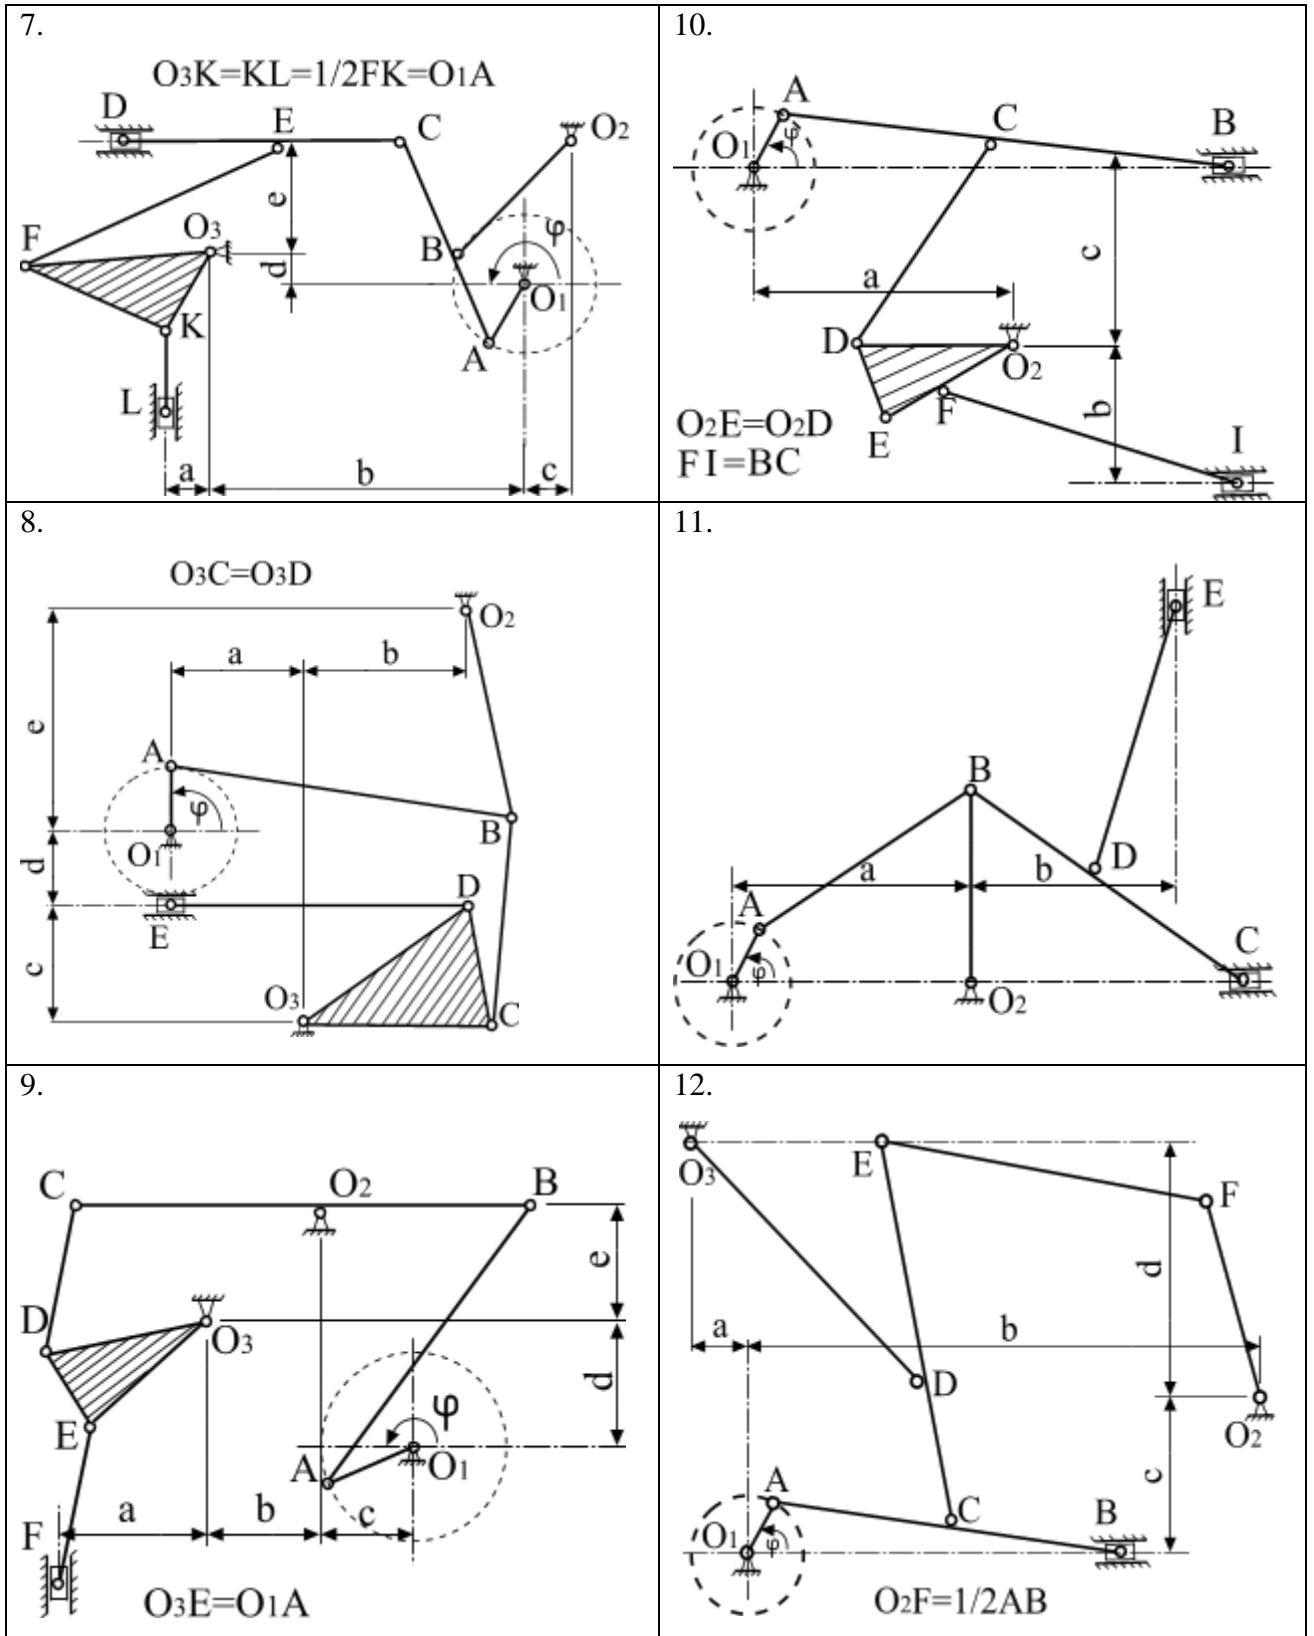 7.
O3K=KL=1/2FK=O1A
D
E
C
O2
e
F
O3
d
B
φ
O1
K
A
L
a
b
c
10.
A
C
B
O1
φ
c
a
D
O2
b
F
E
O2E=O2D
FI=BC
I
8.
O3C=O3D
O2
a
b
e
A
φ
B
O1
d
D
E
c
O3
C
11.
E
B
D
a
b
A
C
O1
φ
O2
9.
C
O2
B
e
D
O3
d
φ
E
A
O1
a
b
c
F
O3E=O1A
12.
O3
E
F
d
a
b
D
O2
c
A
C
B
O1
φ
O2F=1/2AB